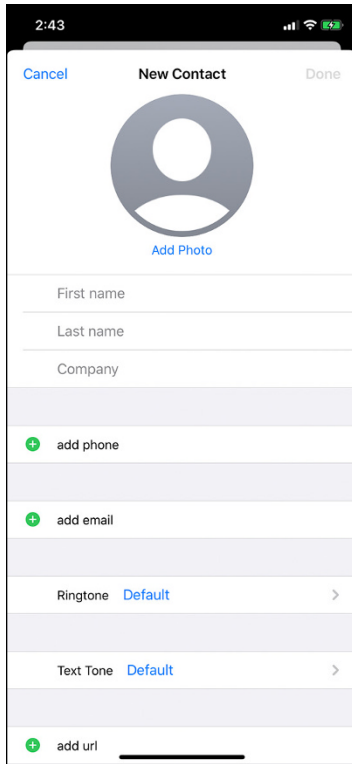 2:43
Cancel New Contact Done
Add Photo
First name
Last name
Company
add phone
add email
Ringtone Default
Text Tone Default
add url